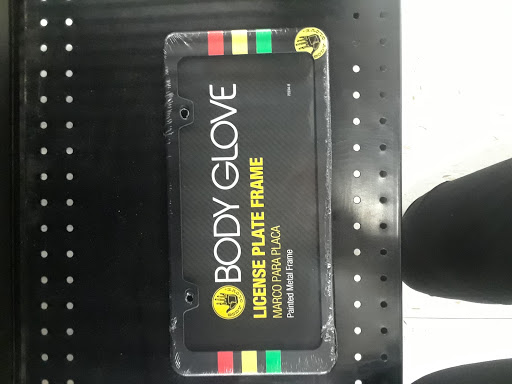 BODY GLOVE
LICENSE PLATE FRAME
MARCO PARA PLACA
Painted Metal Frame